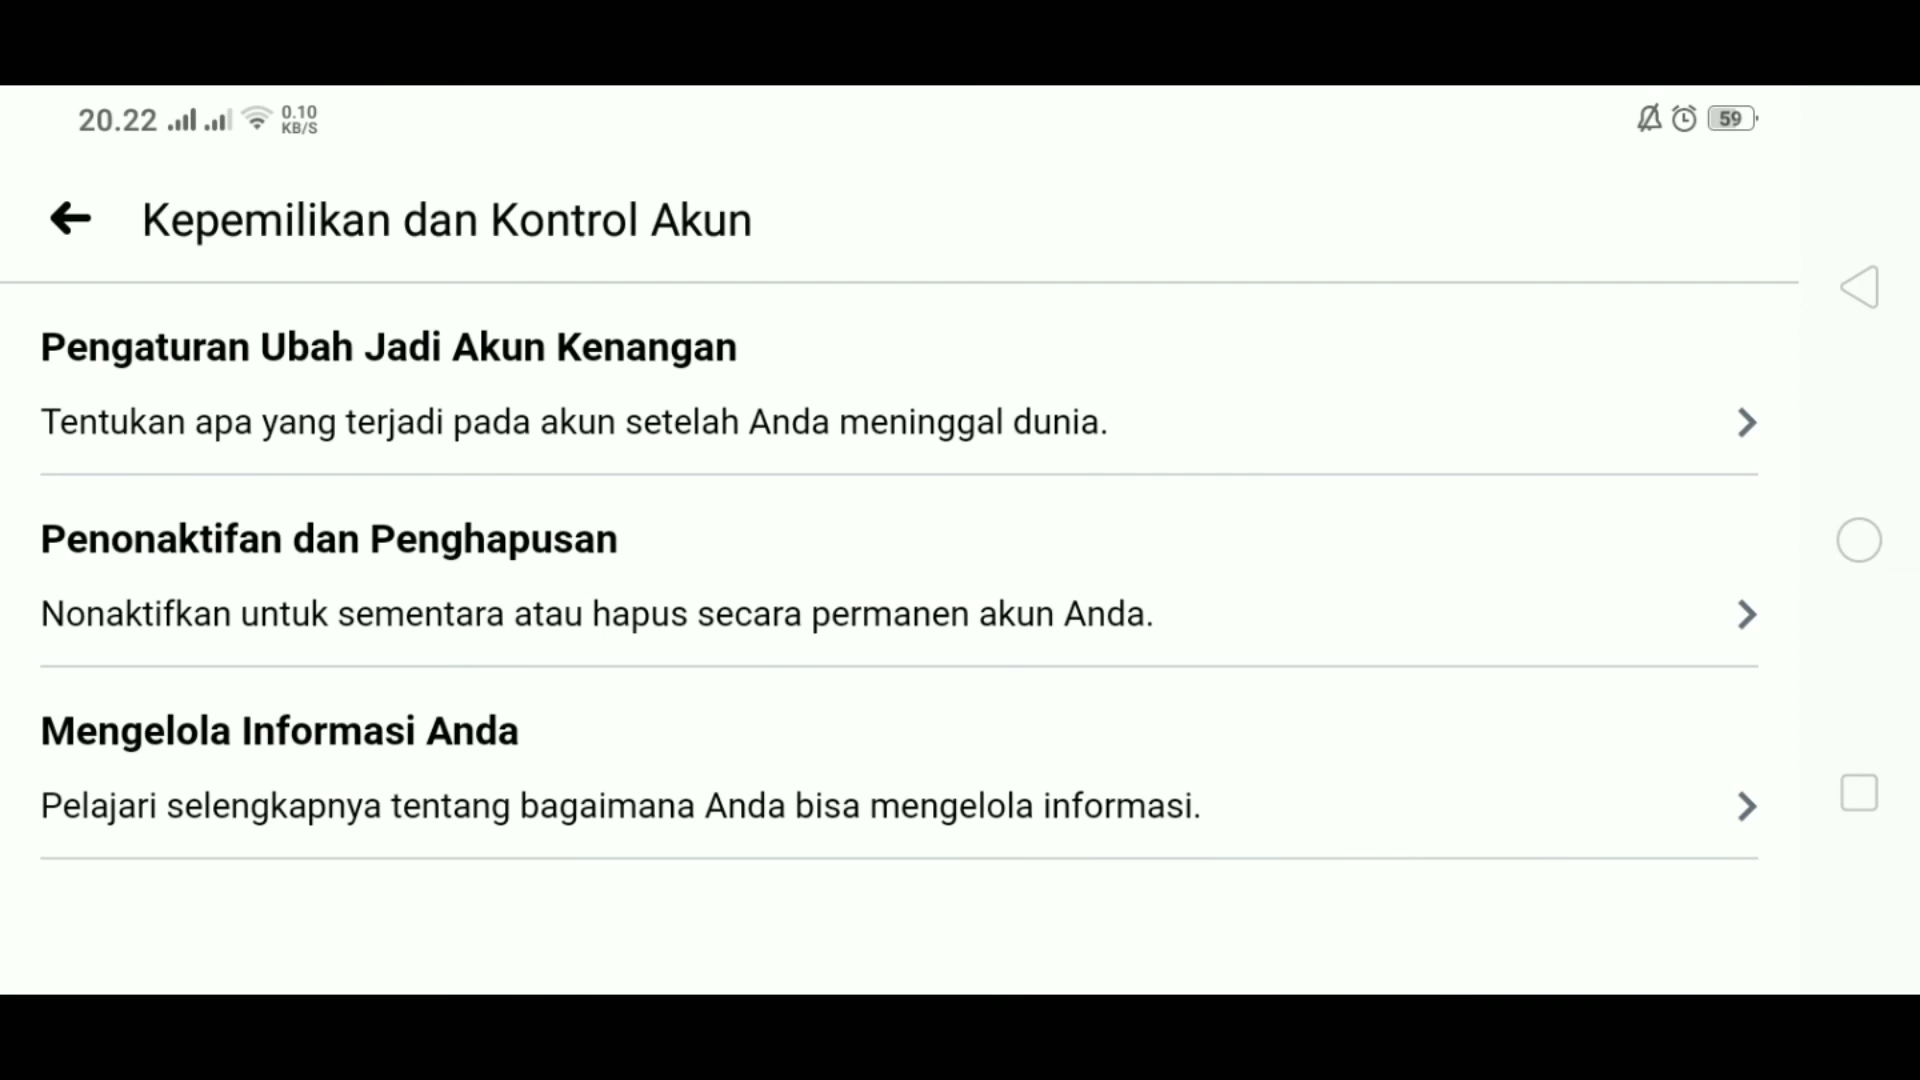 20.22 0.10 KB/S 59
Kepemilikan dan Kontrol Akun
Pengaturan Ubah Jadi Akun Kenangan
Tentukan apa yang terjadi pada akun setelah Anda meninggal dunia.
Penonaktifan dan Penghapusan
Nonaktifkan untuk sementara atau hapus secara permanen akun Anda.
Mengelola Informasi Anda
Pelajari selengkapnya tentang bagaimana Anda bisa mengelola informasi.